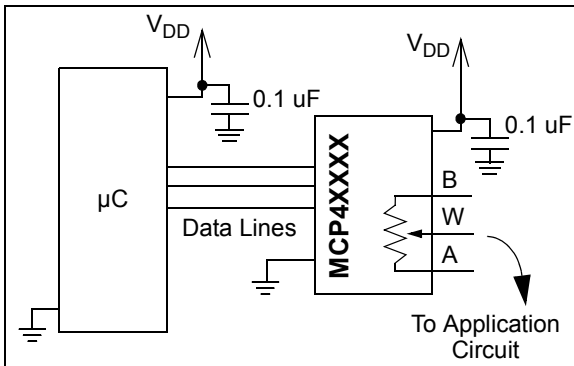 VDD
0.1 uF
µC
Data Lines
MCP4XXXX
VDD
0.1 uF
B
W
A
To Application
Circuit